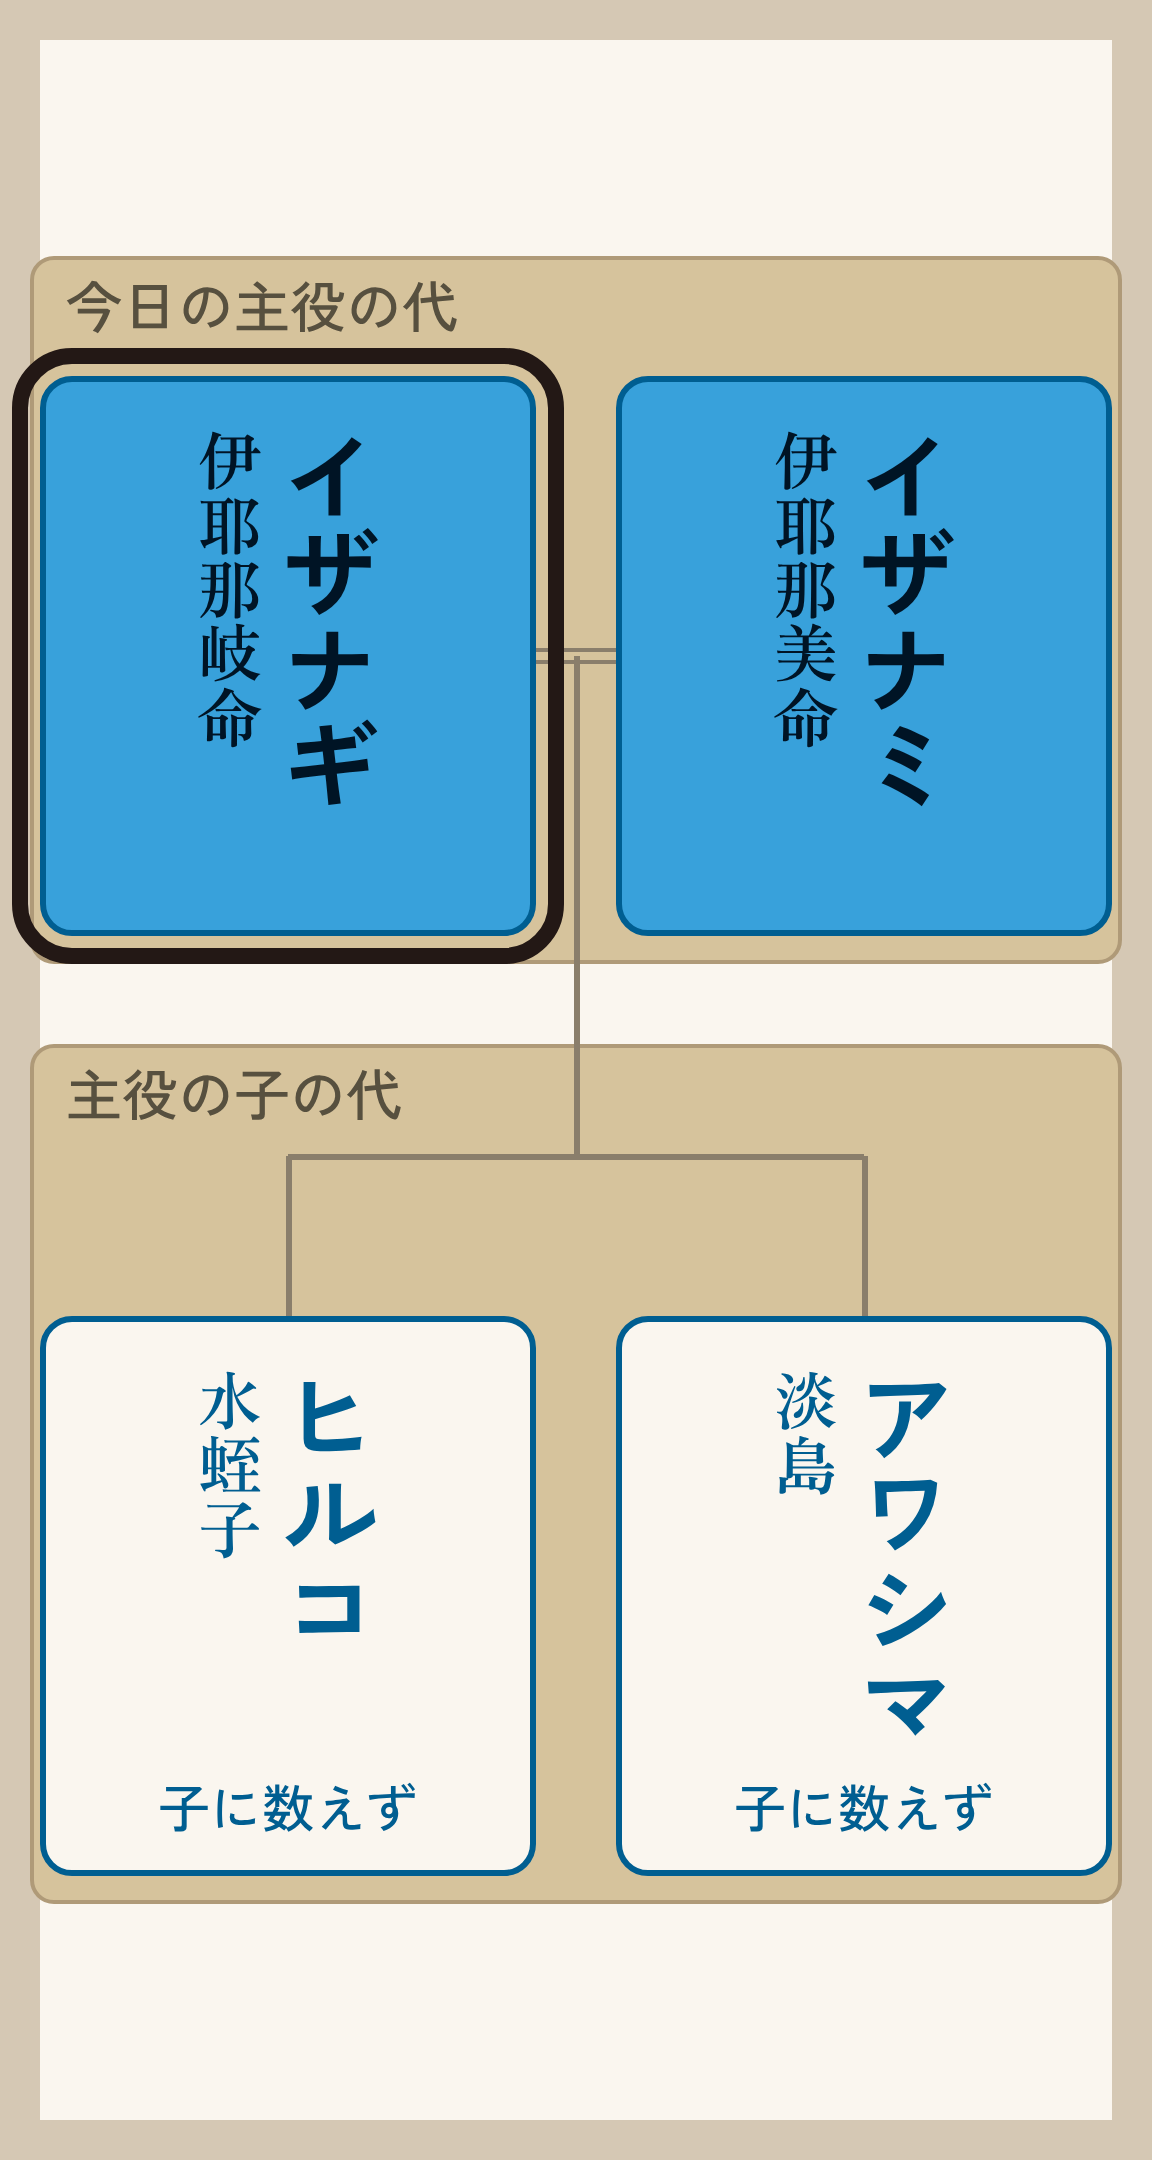 今日の主役の代
イザナギ
伊耶那岐命
イザナミ
伊耶那美命
主役の子の代
ヒルコ
水蛭子
子に数えず
アワシマ
淡島
子に数えず